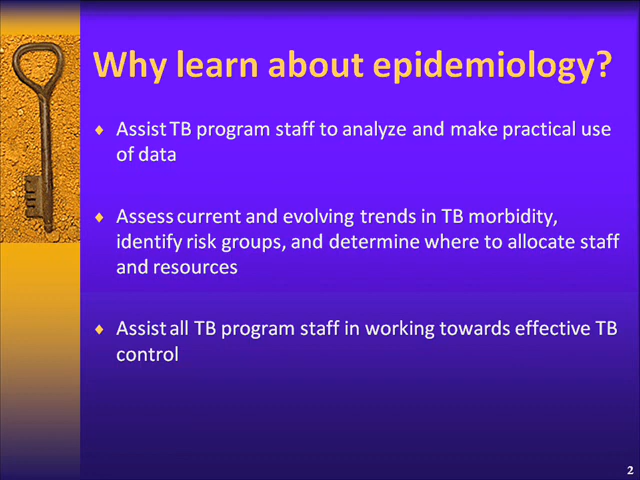 Why learn about epidemiology?
Assist TB program staff to analyze and make practical use
of data
Assess current and evolving trends in TB morbidity,
identify risk groups, and determine where to allocate staff
and resources
Assist all TB program staff in working towards effective TB
control
2